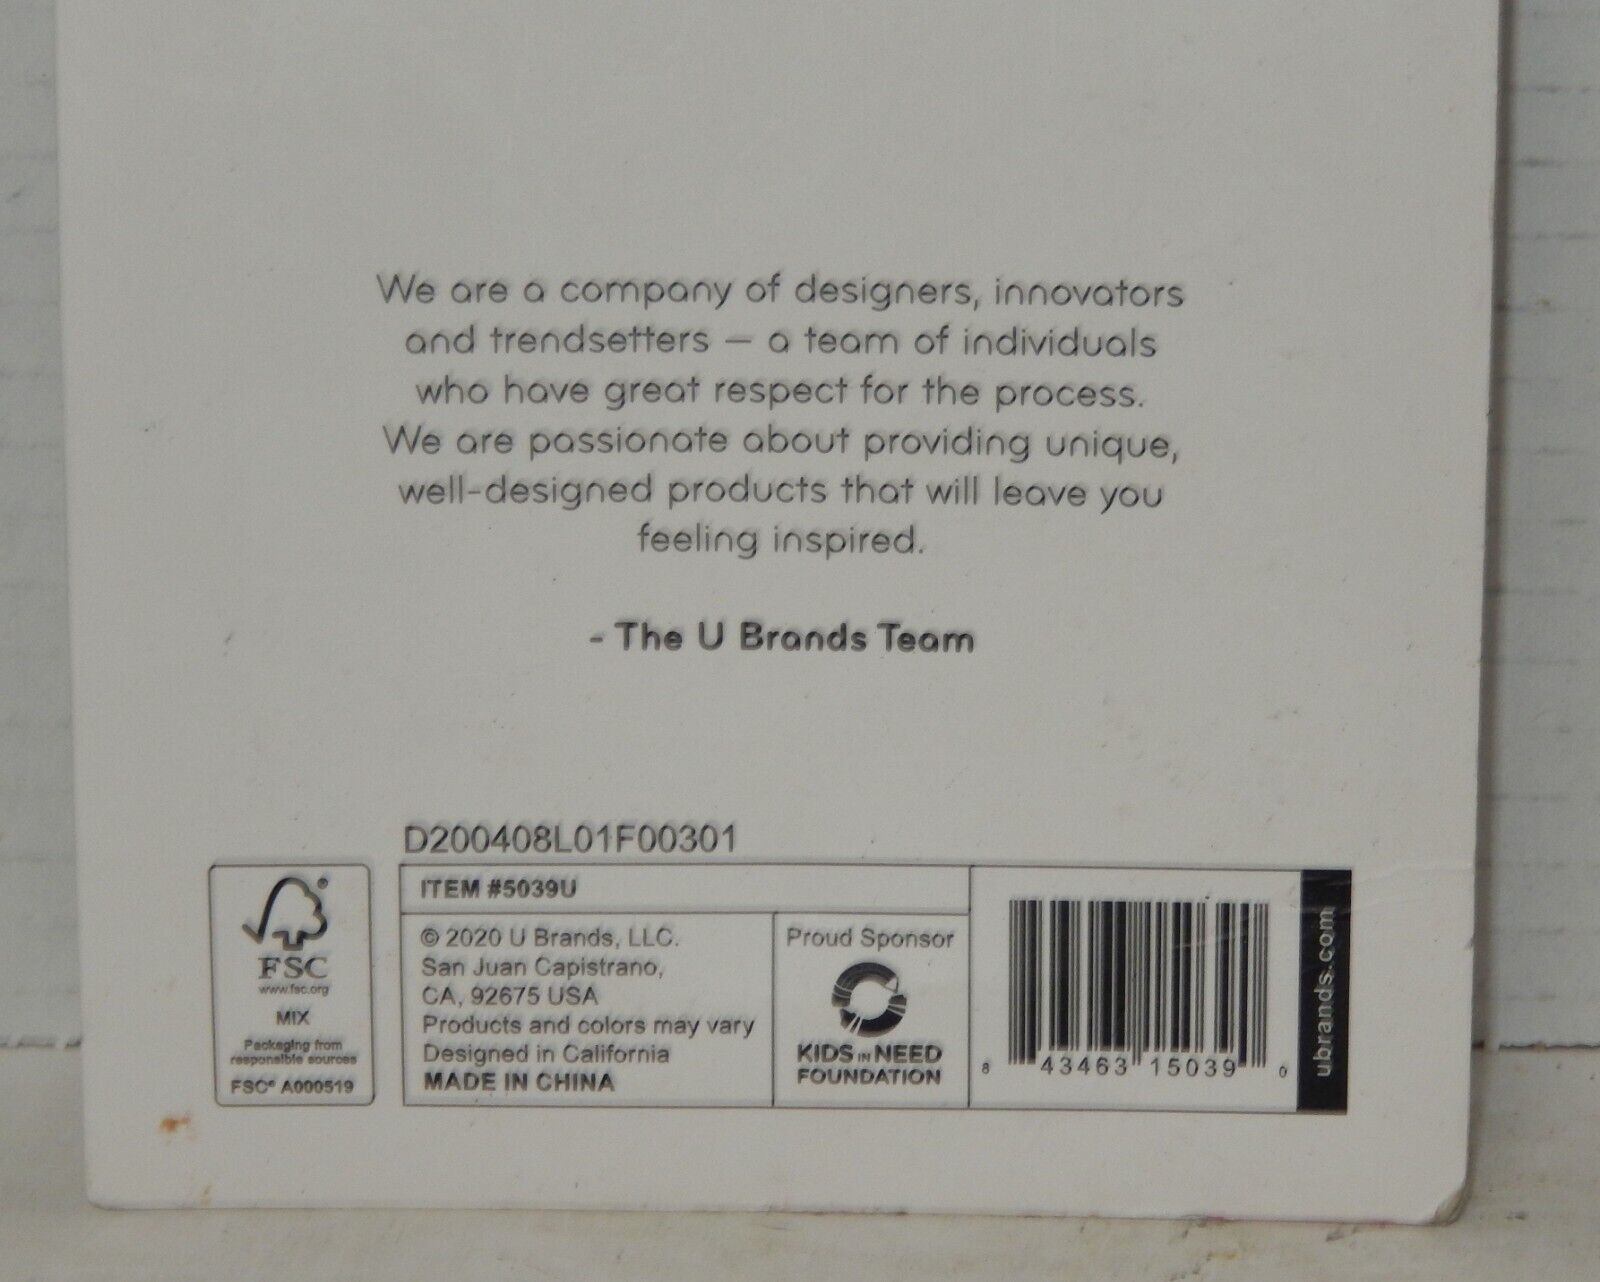 We are a company of designers, innovators
and trendsetters – a team of individuals
who have great respect for the process.
We are passionate about providing unique,
well-designed products that will leave you
feeling inspired.
- The U Brands Team
D200408L01F00301
FSC
www.fsc.org
MIX
Packaging from
responsible sources
FSC® A000519
ITEM #5039U
© 2020 U Brands, LLC.
San Juan Capistrano,
CA, 92675 USA
Products and colors may vary
Designed in California
MADE IN CHINA
Proud Sponsor
KIDS IN NEED
FOUNDATION
8 43463 15039 0
ubrands.com